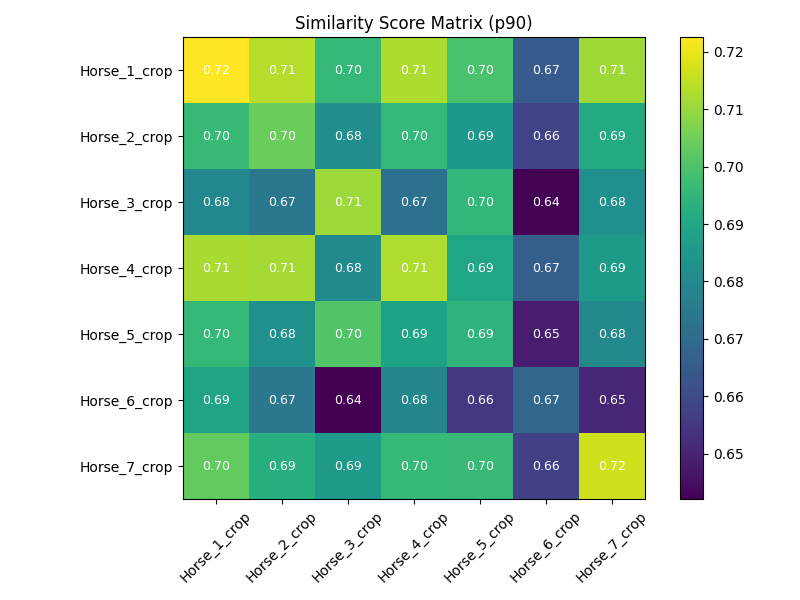 Similarity Score Matrix (p90)
Horse_1_crop 0.72 0.71 0.70 0.71 0.70 0.67 0.71
Horse_2_crop 0.70 0.70 0.68 0.70 0.69 0.66 0.69
Horse_3_crop 0.68 0.67 0.71 0.67 0.70 0.64 0.68
Horse_4_crop 0.71 0.71 0.68 0.71 0.69 0.67 0.69
Horse_5_crop 0.70 0.68 0.70 0.69 0.69 0.65 0.68
Horse_6_crop 0.69 0.67 0.64 0.68 0.66 0.67 0.65
Horse_7_crop 0.70 0.69 0.69 0.70 0.70 0.66 0.72
Horse_1_crop Horse_2_crop Horse_3_crop Horse_4_crop Horse_5_crop Horse_6_crop Horse_7_crop
0.72
0.71
0.70
0.69
0.68
0.67
0.66
0.65